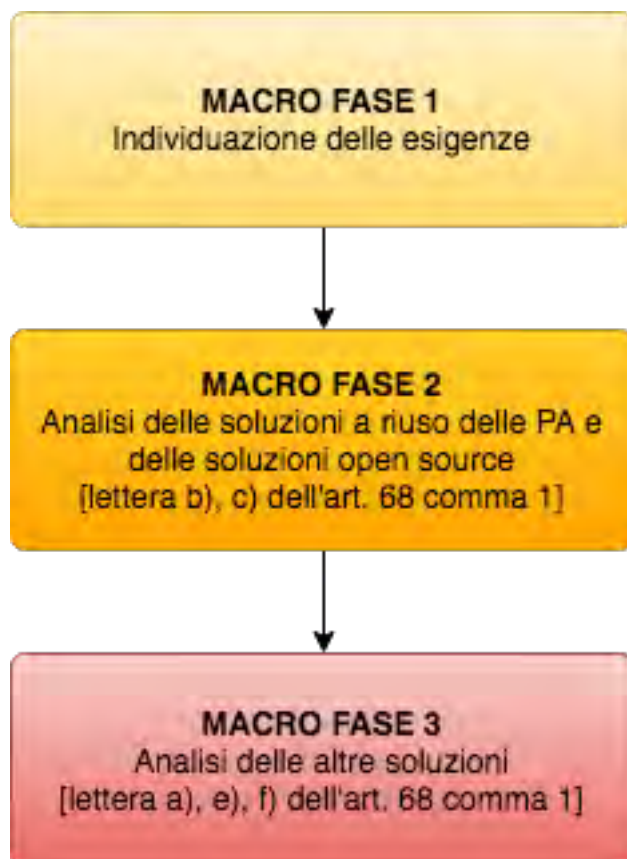 MACRO FASE 1
Individuazione delle esigenze
MACRO FASE 2
Analisi delle soluzioni a riuso delle PA e
delle soluzioni open source
[lettera b), c) dell'art. 68 comma 1]
MACRO FASE 3
Analisi delle altre soluzioni
[lettera a), e), f) dell'art. 68 comma 1]